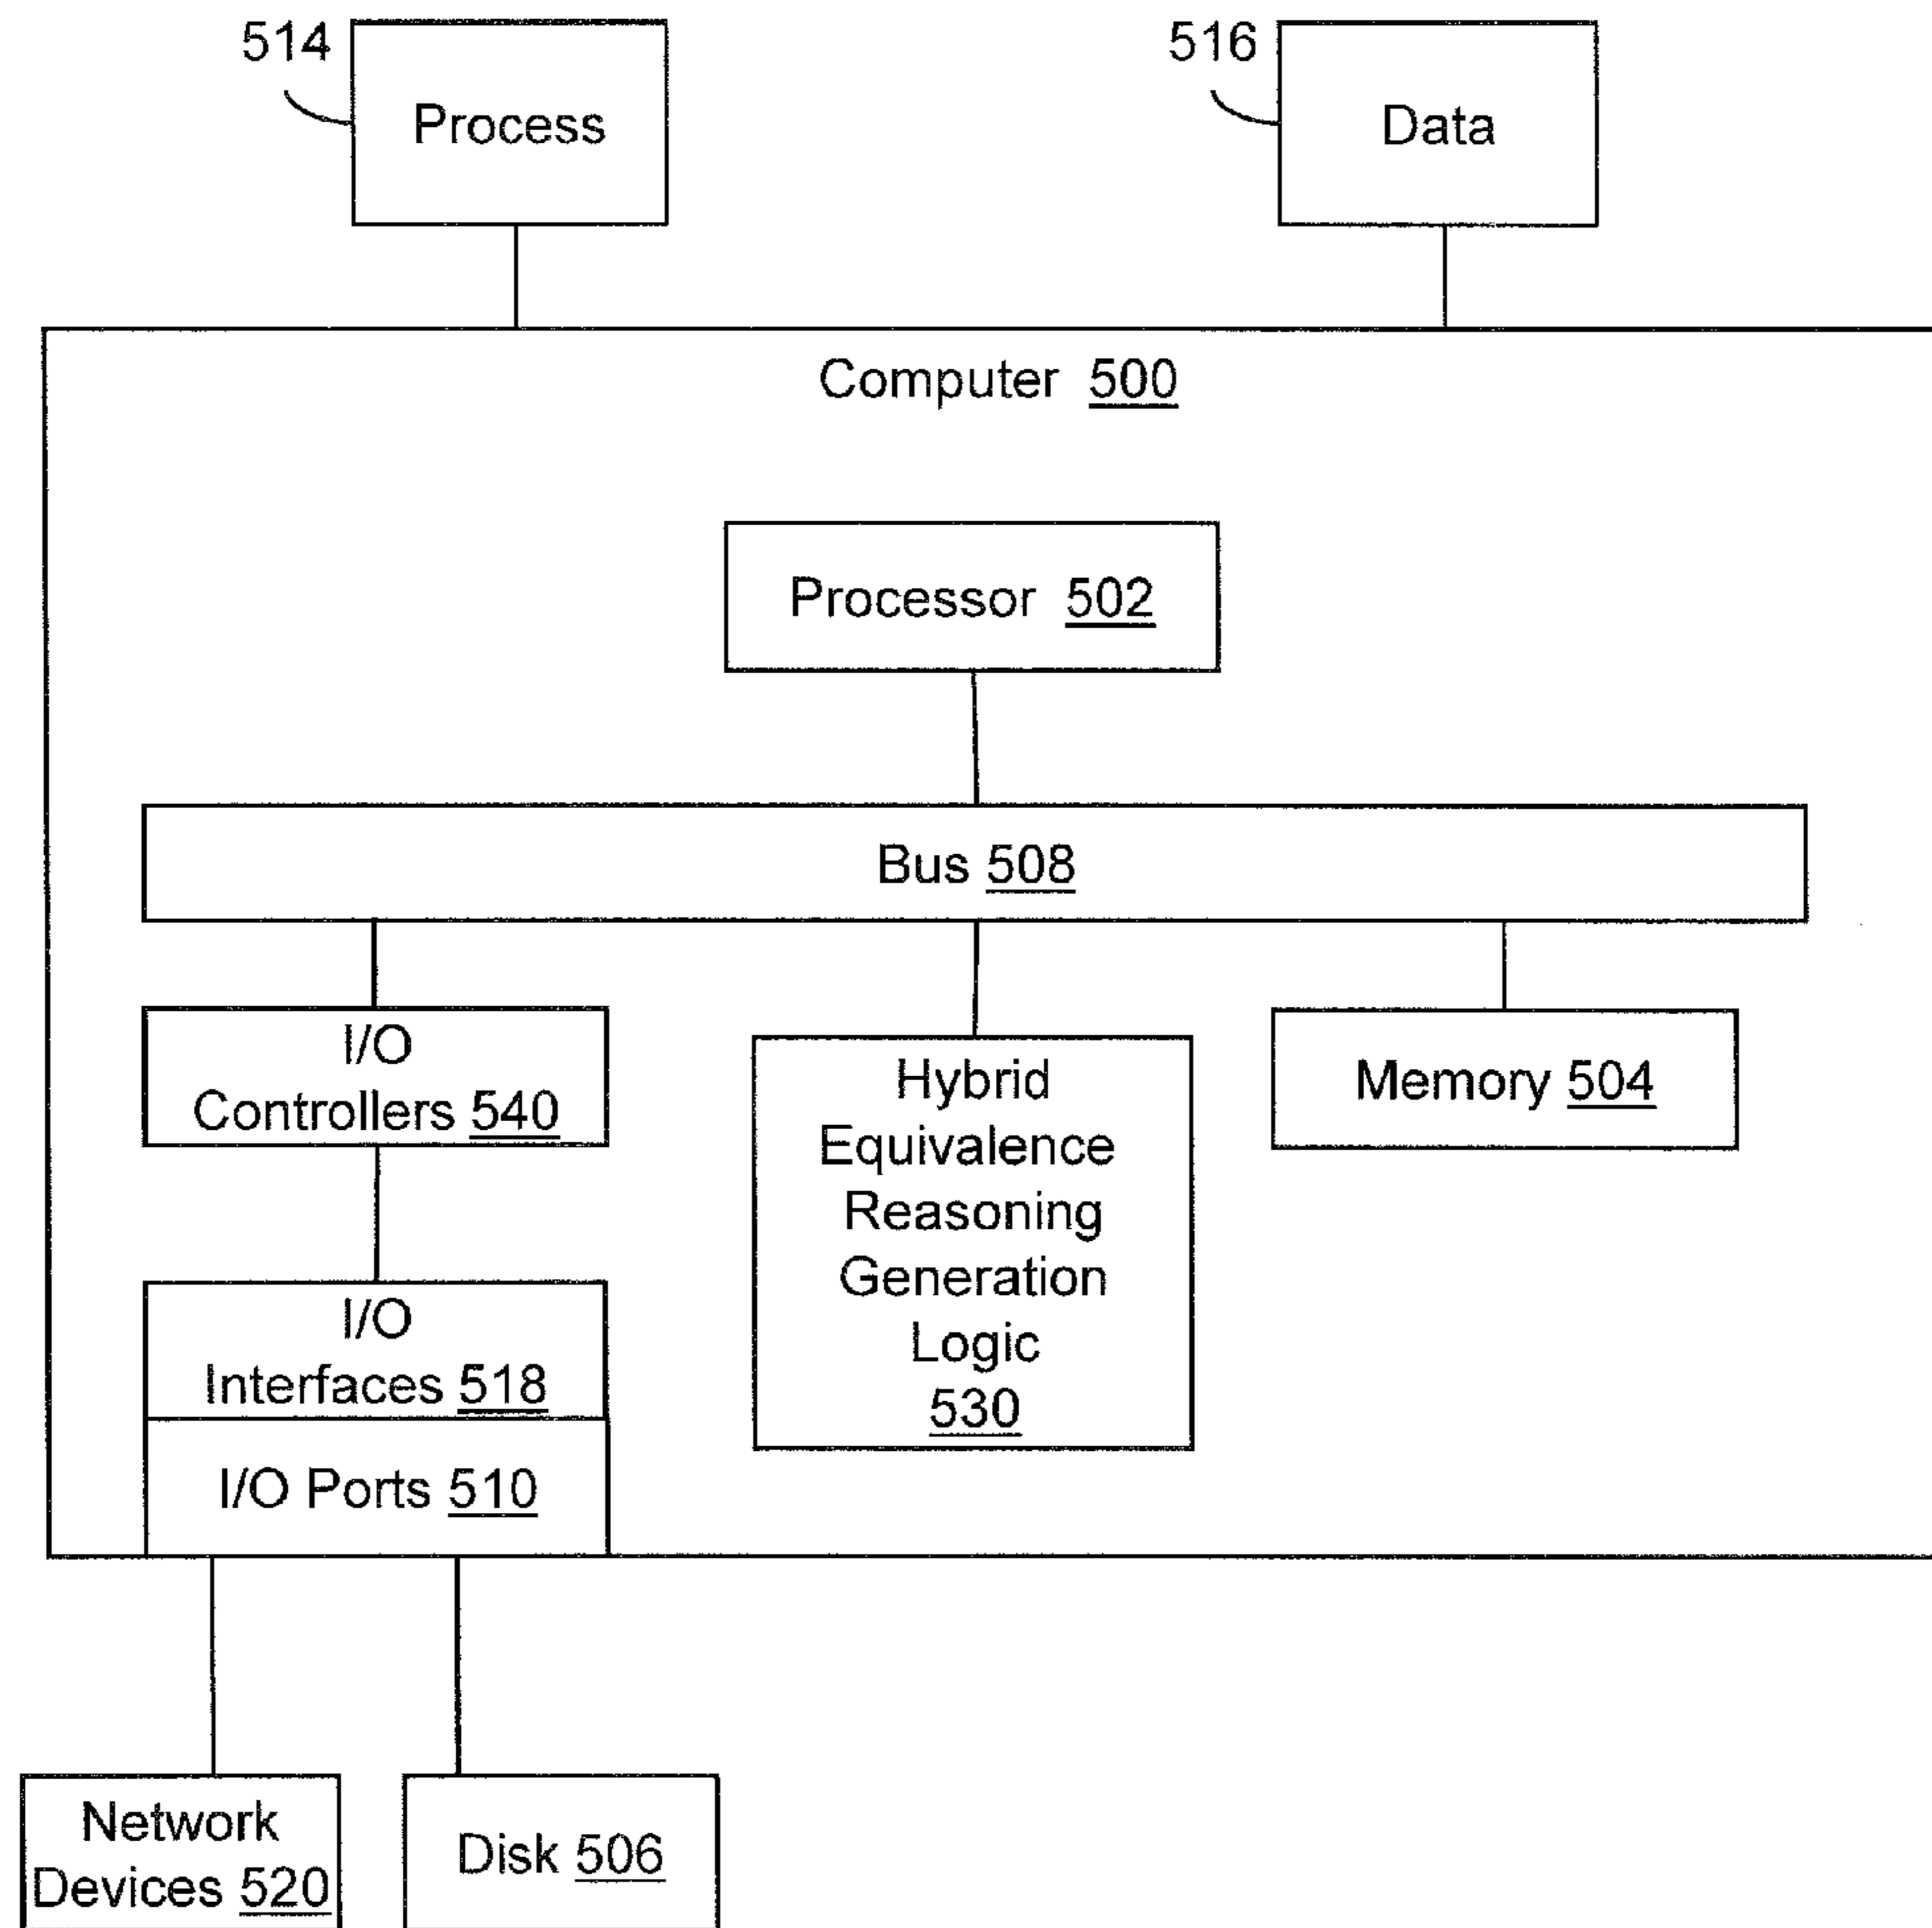 514
Process
516
Data
Computer 500
Processor 502
Bus 508
I/O
Controllers 540
Hybrid
Equivalence
Reasoning
Generation
Logic
530
Memory 504
I/O
Interfaces 518
I/O Ports 510
Network
Devices 520
Disk 506